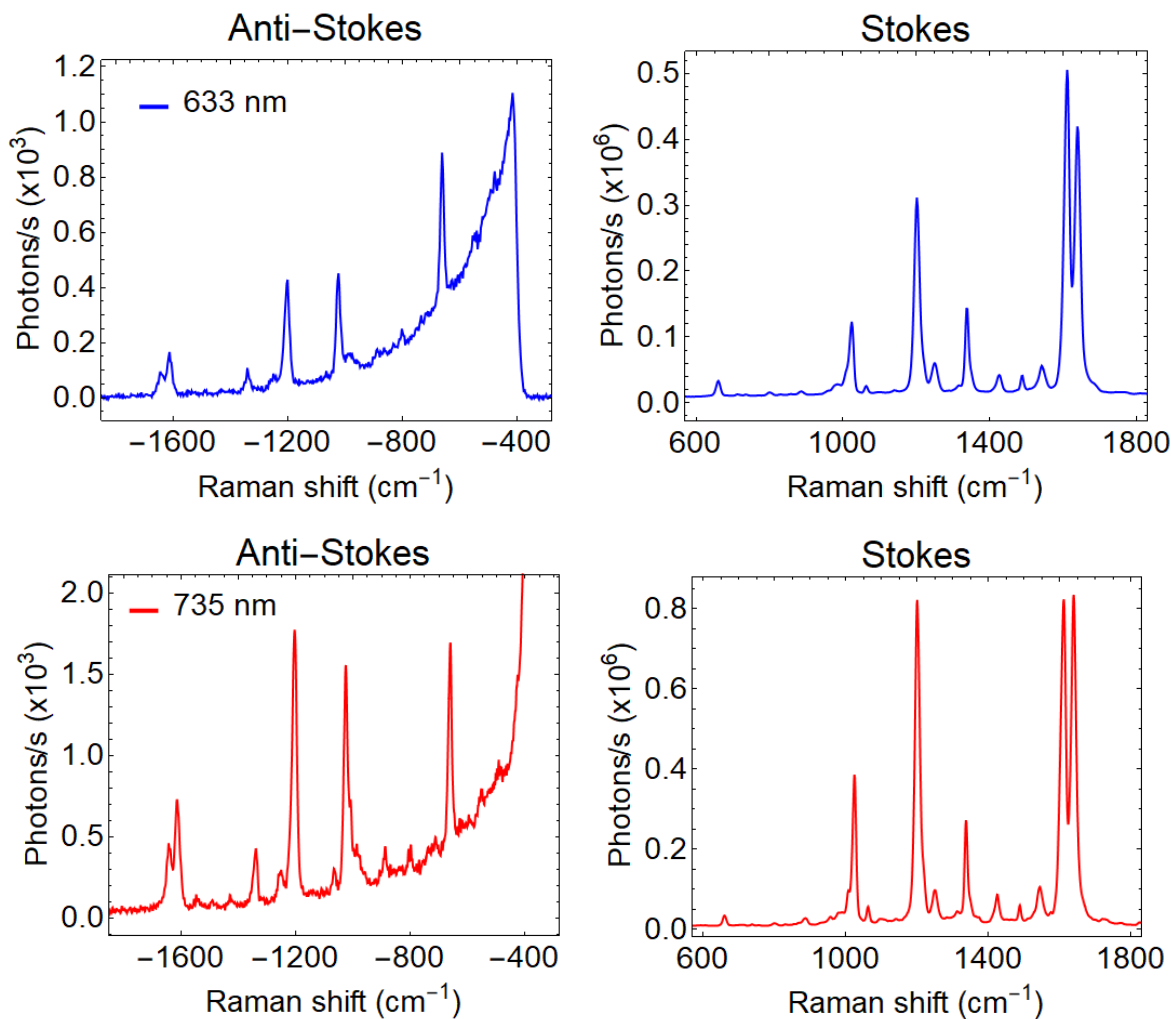 Anti−Stokes
Stokes
1.2
1.0
0.8
0.6
0.4
0.2
0.0
Photons/s (x10³)
633 nm
−1600
−1200
−800
−400
Raman shift (cm⁻¹)
0.5
0.4
0.3
0.2
0.1
0.0
Photons/s (x10⁶)
600
1000
1400
1800
Raman shift (cm⁻¹)
Anti−Stokes
Stokes
2.0
1.5
1.0
0.5
0.0
Photons/s (x10³)
735 nm
−1600
−1200
−800
−400
Raman shift (cm⁻¹)
0.8
0.6
0.4
0.2
0.0
Photons/s (x10⁶)
600
1000
1400
1800
Raman shift (cm⁻¹)